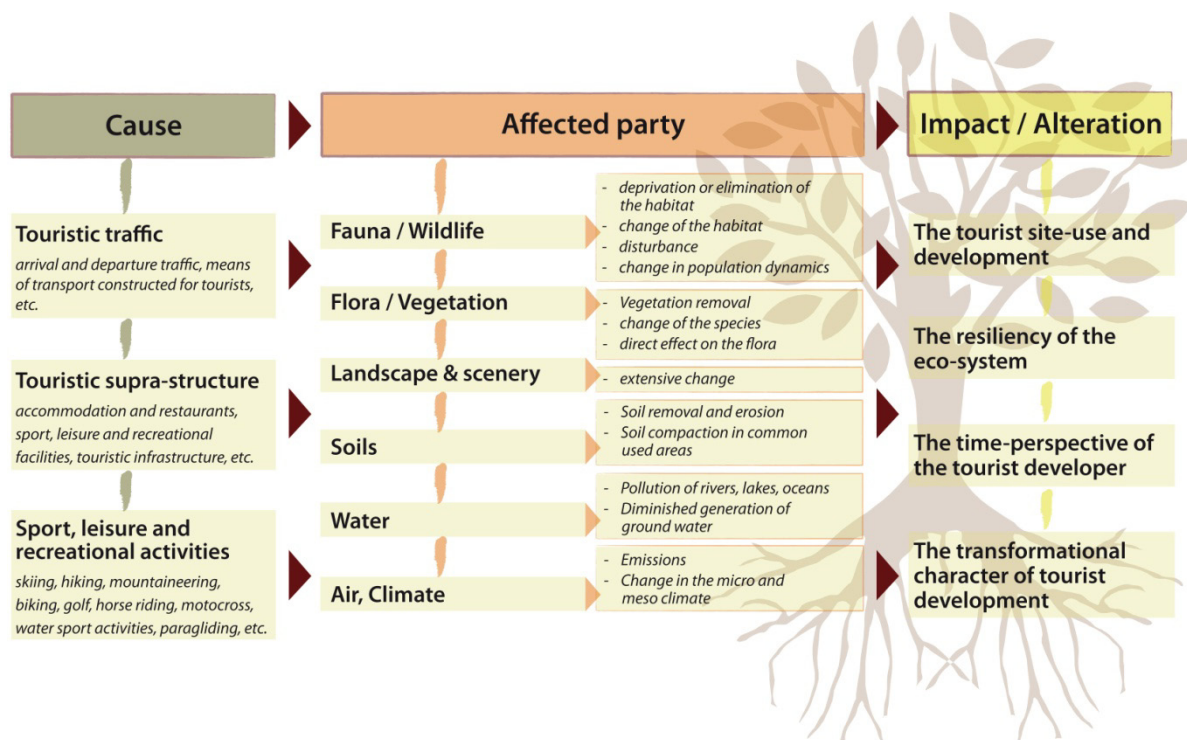 Cause
Affected party
Impact / Alteration
Touristic traffic
arrival and departure traffic, means
of transport constructed for tourists,
etc.
Touristic supra-structure
accommodation and restaurants,
sport, leisure and recreational
facilities, touristic infrastructure, etc.
Sport, leisure and
recreational activities
skiing, hiking, mountaineering,
biking, golf, horse riding, motocross,
water sport activities, paragliding, etc.
Fauna / Wildlife
- deprivation or elimination of
the habitat
- change of the habitat
- disturbance
- change in population dynamics
Flora / Vegetation
- Vegetation removal
- change of the species
- direct effect on the flora
Landscape & scenery
- extensive change
Soils
- Soil removal and erosion
- Soil compaction in common
used areas
Water
- Pollution of rivers, lakes, oceans
- Diminished generation of
ground water
Air, Climate
- Emissions
- Change in the micro and
meso climate
The tourist site-use and
development
The resiliency of the
eco-system
The time-perspective of
the tourist developer
The transformational
character of tourist
development